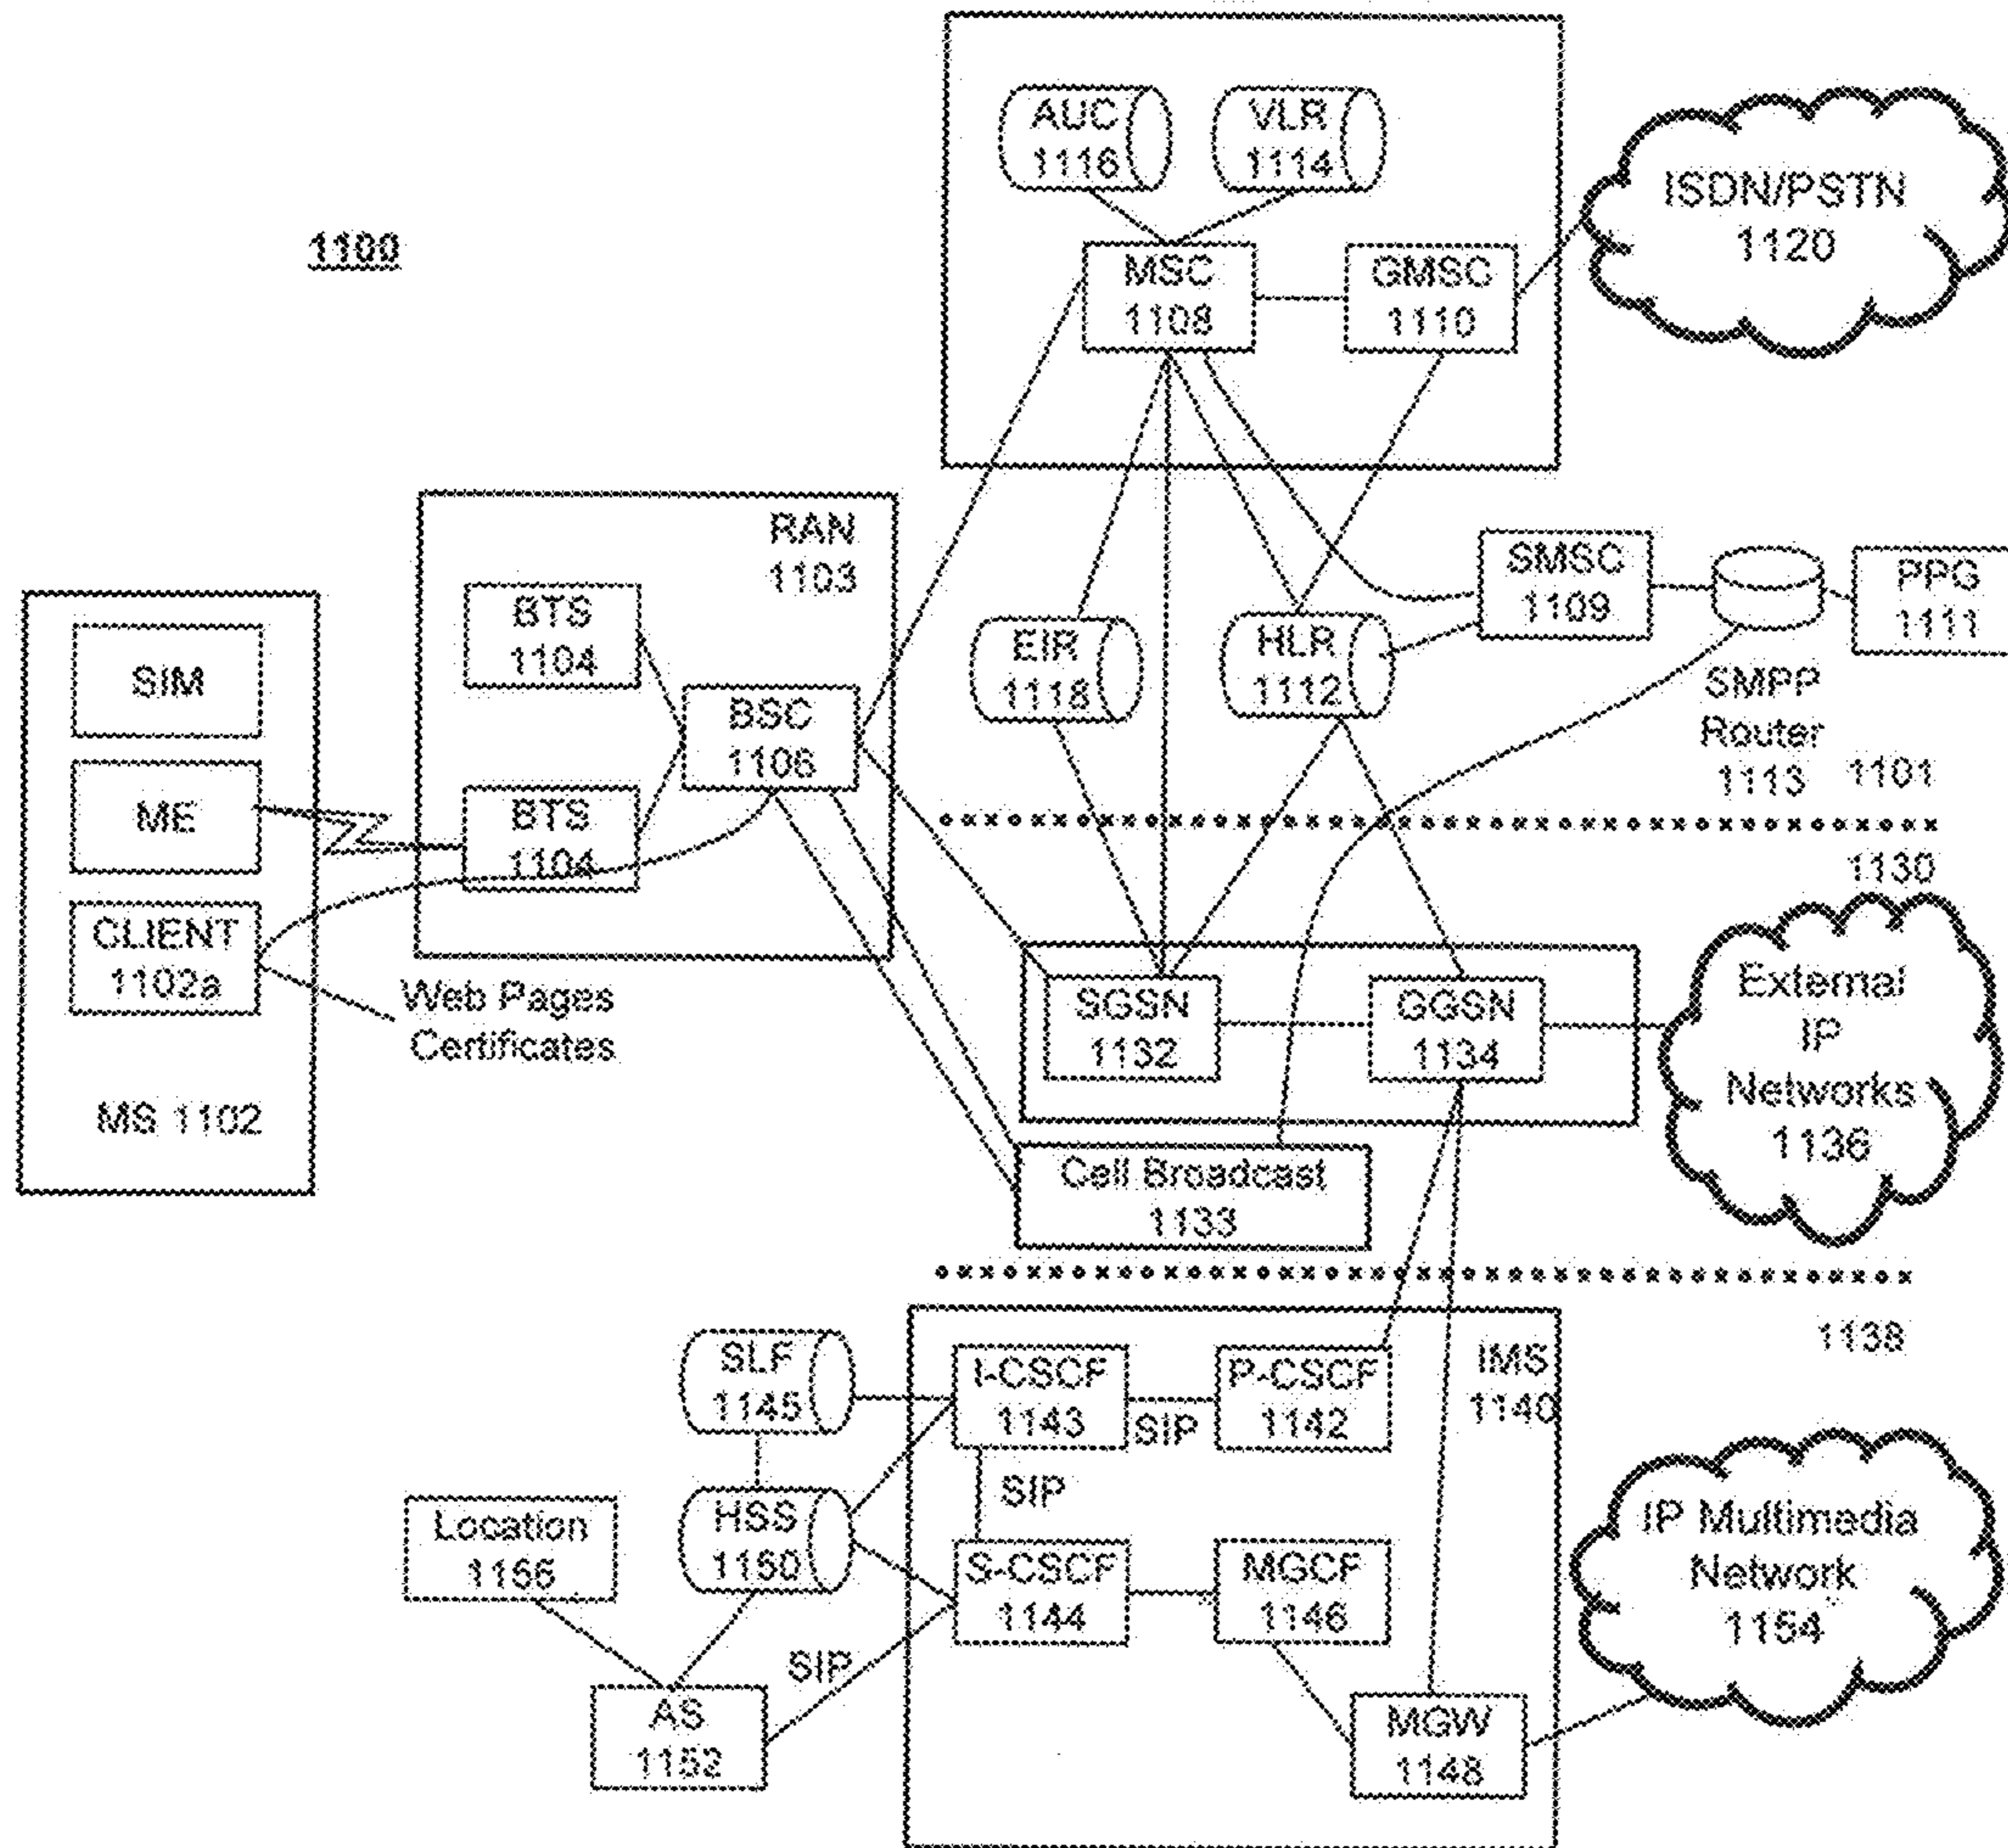 1100
AUC
1116
VLR
1114
MSC
1108
GMSC
1110
ISDN/PSTN
1120
RAN
1103
BTS
1104
BSC
1106
BTS
1104
SIM
ME
CLIENT
1102a
MS 1102
Web Pages
Certificates
EIR
1118
HLR
1112
SMSC
1109
PPG
1111
SMPP
Router
1113
1101
1130
SGSN
1132
GGSN
1134
External
IP
Networks
1136
Cell Broadcast
1133
1138
SLF
1145
I-CSCF
1143
SIP
P-CSCF
1142
IMS
1140
SIP
Location
1156
HSS
1150
S-CSCF
1144
MGCF
1146
IP Multimedia
Network
1154
SIP
AS
1152
MGW
1148